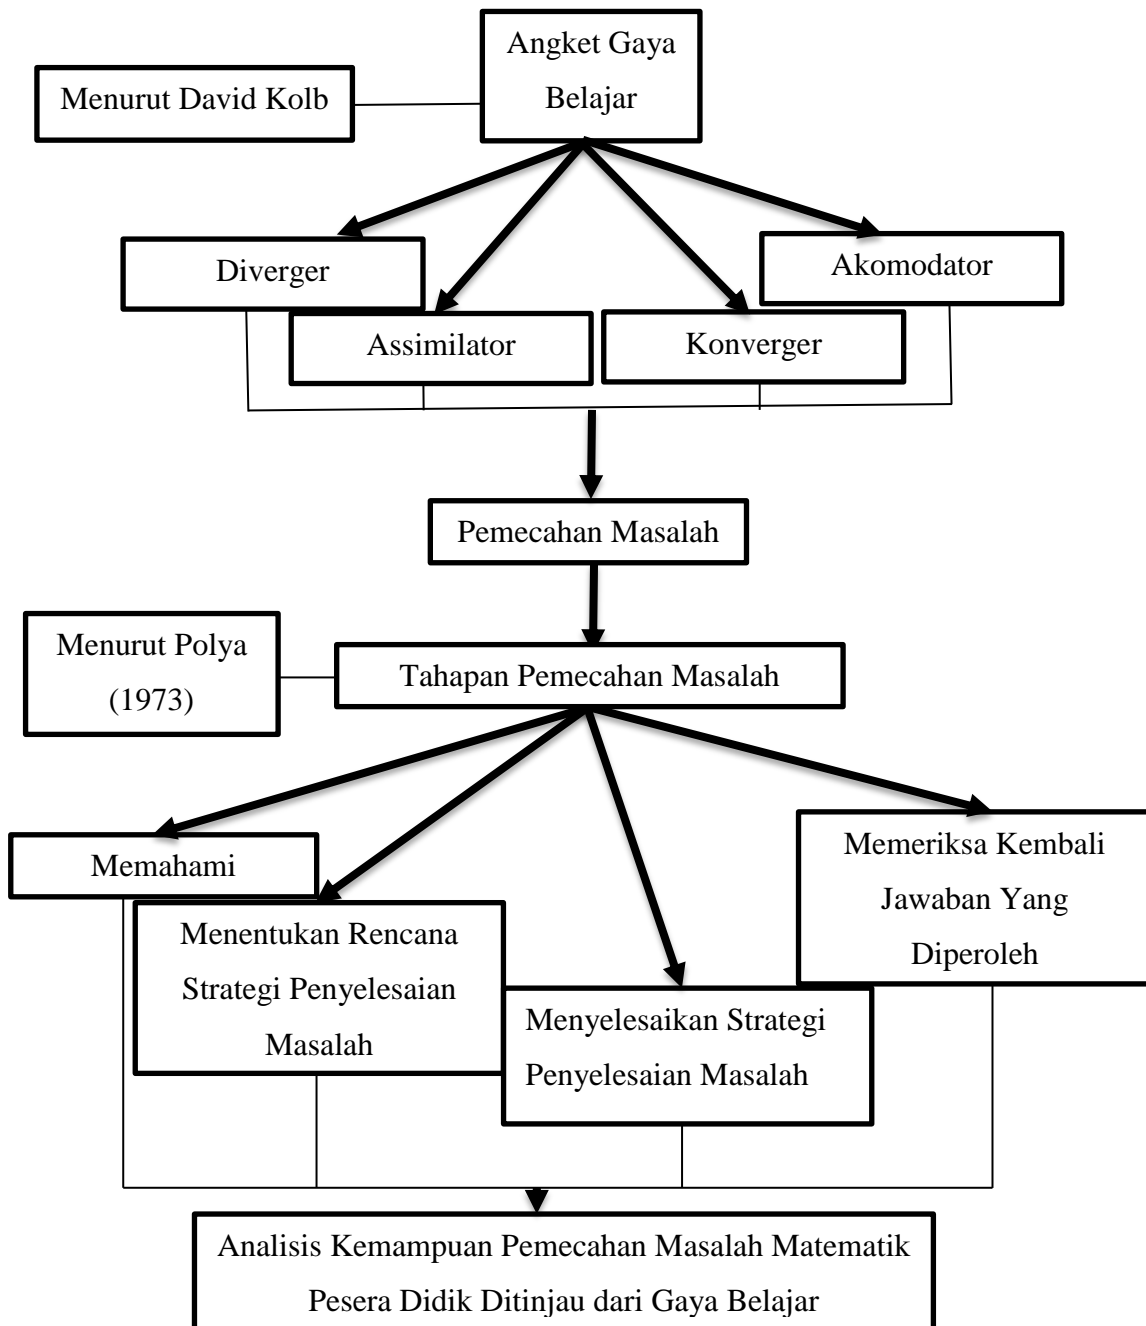 Angket Gaya
Belajar
Menurut David Kolb
Diverger
Akomodator
Assimilator
Konverger
Pemecahan Masalah
Menurut Polya
(1973)
Tahapan Pemecahan Masalah
Memahami
Menentukan Rencana
Strategi Penyelesaian
Masalah
Menyelesaikan Strategi
Penyelesaian Masalah
Memeriksa Kembali
Jawaban Yang
Diperoleh
Analisis Kemampuan Pemecahan Masalah Matematik
Pesera Didik Ditinjau dari Gaya Belajar